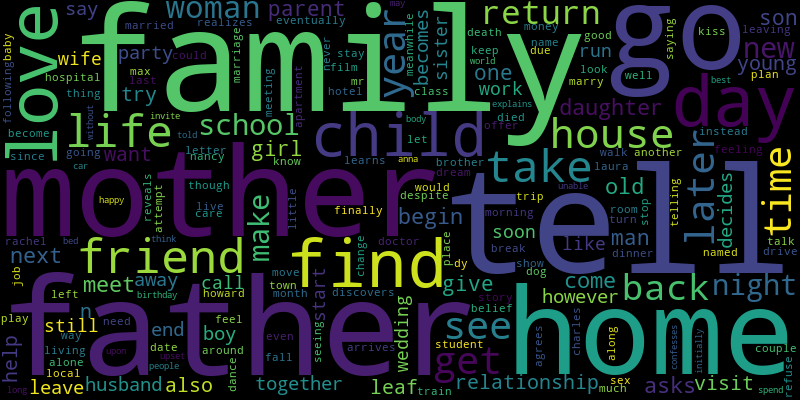 say woman parent return go son
love family year becomes sister one work new young
following baby wife hospital thing party try max
marriage realizes married could last meeting apartment never stay film mr hotel
eventually meanwhile class death keep world money name due good run look marry
kiss saying well leaving plan best may
become without life invite told school child body let offer died explains
daughter house day instead feeling
since going want car letter nancy girl know learns anna brother dream
take old later walk another laura decides time
mother happy reveals attempt though live care make little finally despite would
tell trip morning begin soon break like man room turn dinner stop telling unable named talk drive
rachel bed next job friend think find change doctor place show dog dy
meet away call move town month howard discovers give come however back night
father left play birthday still n way need boy feel around start seeing wedding
story belief see student home agrees charles along confesses initially couple
help living alone local end date upon upset people even fall arrives get
long leave husband also dance together leaf train relationship sex much asks visit spend refuse